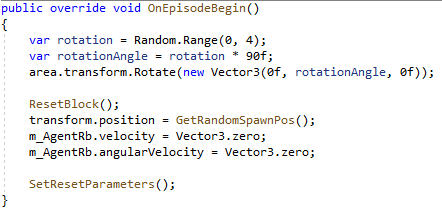 public override void OnEpisodeBegin()
{
    var rotation = Random.Range(0, 4);
    var rotationAngle = rotation * 90f;
    area.transform.Rotate(new Vector3(0f, rotationAngle, 0f));

    ResetBlock();
    transform.position = GetRandomSpawnPos();
    m_AgentRb.velocity = Vector3.zero;
    m_AgentRb.angularVelocity = Vector3.zero;

    SetResetParameters();
}